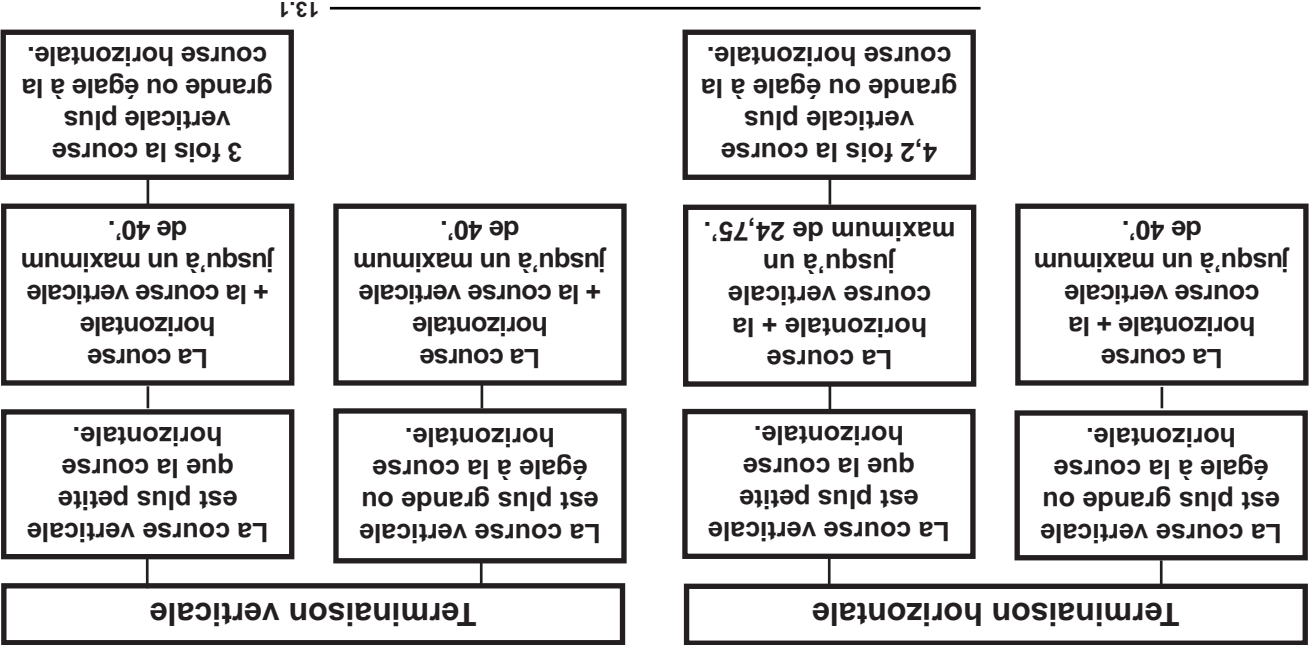 Terminaison horizontale
La course verticale
est plus grande ou
égale à la course
horizontale.
La course
horizontale + la
course verticale
jusqu'à un maximum
de 40'.
La course verticale
est plus petite
que la course
horizontale.
La course
horizontale + la
course verticale
jusqu'à un
maximum de 24,75'.
4,2 fois la course
verticale plus
grande ou égale à la
course horizontale.
Terminaison verticale
La course verticale
est plus grande ou
égale à la course
horizontale.
La course
horizontale
+ la course verticale
jusqu'à un maximum
de 40'.
La course verticale
est plus petite
que la course
horizontale.
La course
horizontale
+ la course verticale
jusqu'à un maximum
de 40'.
3 fois la course
verticale plus
grande ou égale à la
course horizontale.
13.1